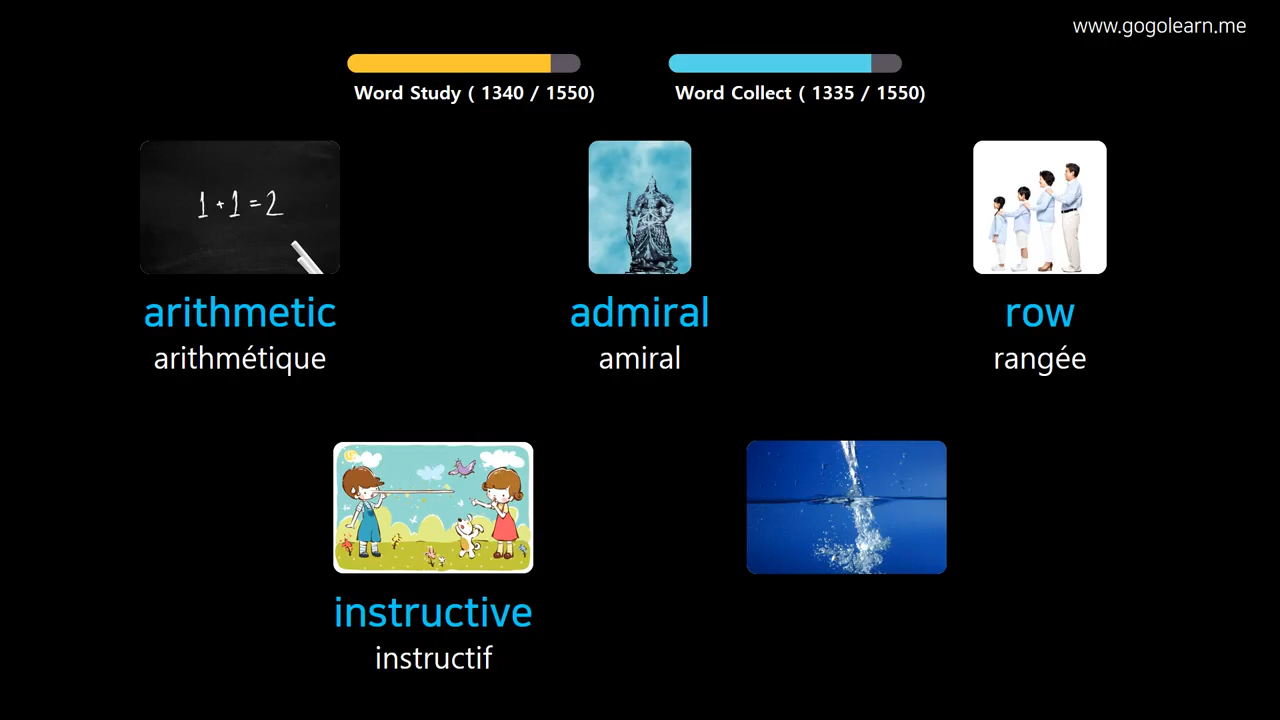 www.gogolearn.me
Word Study ( 1340 / 1550)
Word Collect ( 1335 / 1550)
1+1=2
arithmetic
admiral
row
arithmétique
amiral
rangée
instructive
instructif